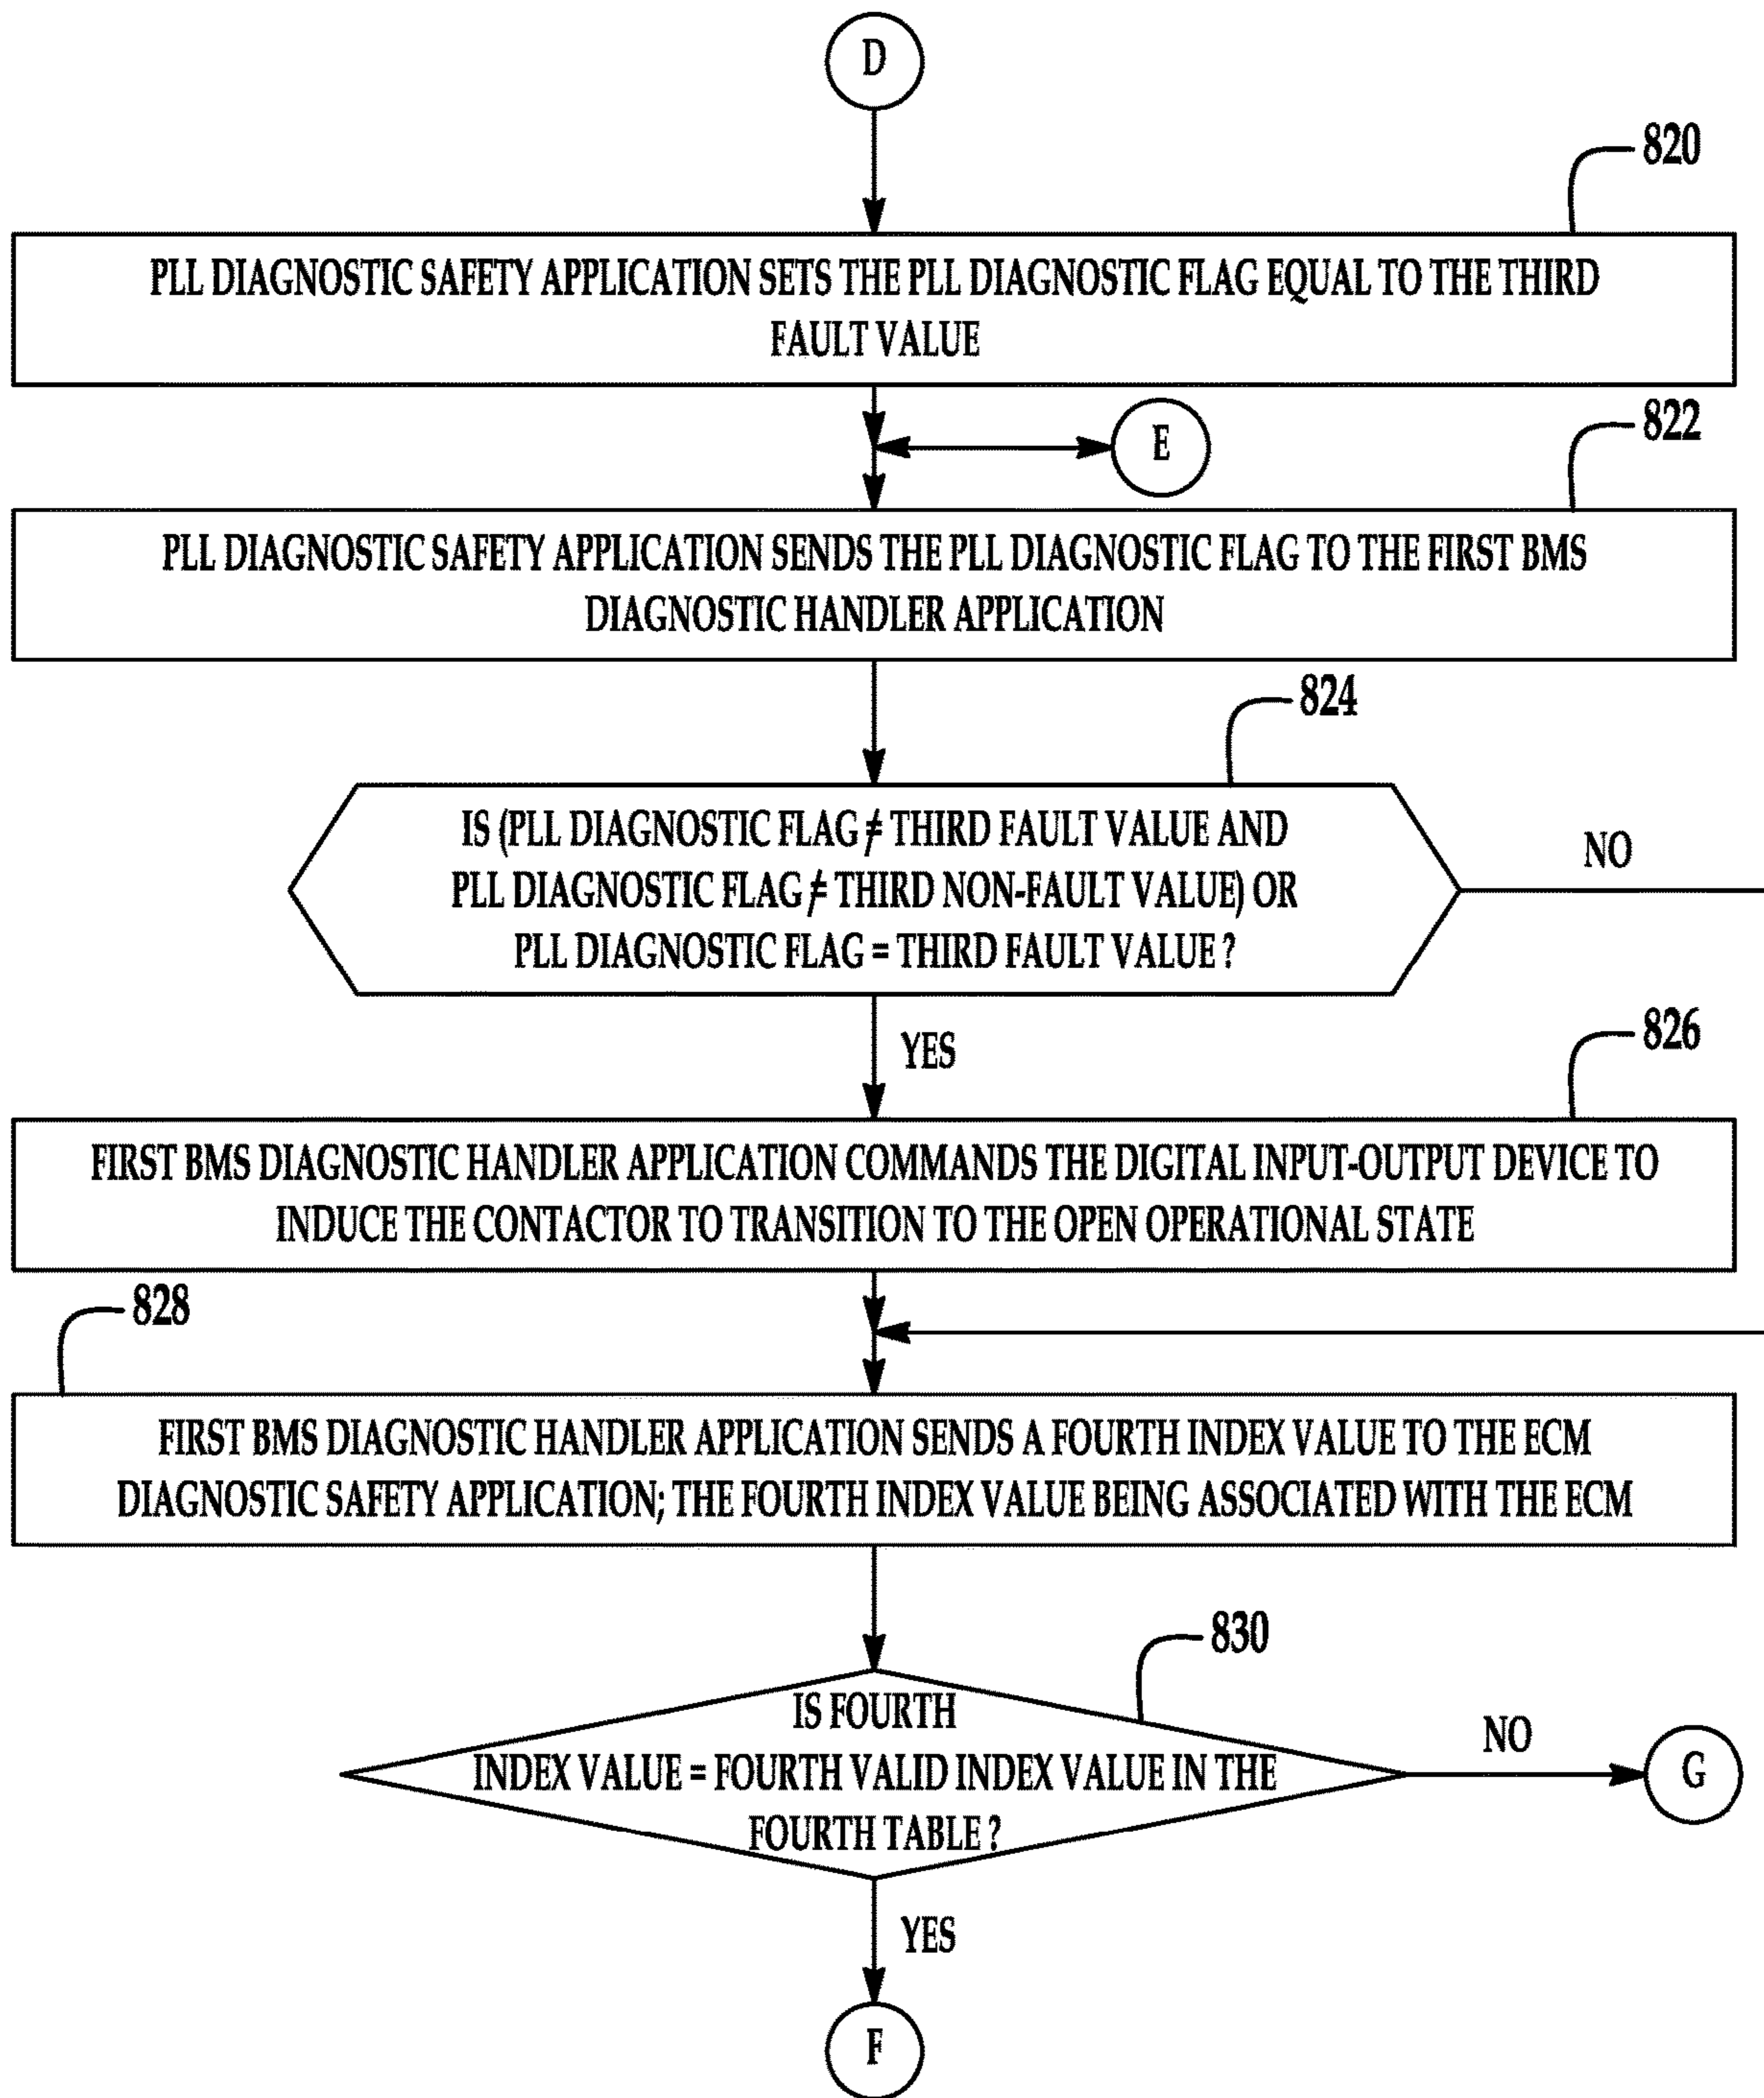 D
820
PLL DIAGNOSTIC SAFETY APPLICATION SETS THE PLL DIAGNOSTIC FLAG EQUAL TO THE THIRD
FAULT VALUE
E
822
PLL DIAGNOSTIC SAFETY APPLICATION SENDS THE PLL DIAGNOSTIC FLAG TO THE FIRST BMS
DIAGNOSTIC HANDLER APPLICATION
824
IS (PLL DIAGNOSTIC FLAG ≠ THIRD FAULT VALUE AND
PLL DIAGNOSTIC FLAG ≠ THIRD NON-FAULT VALUE) OR
PLL DIAGNOSTIC FLAG = THIRD FAULT VALUE ?
NO
YES
826
FIRST BMS DIAGNOSTIC HANDLER APPLICATION COMMANDS THE DIGITAL INPUT-OUTPUT DEVICE TO
INDUCE THE CONTACTOR TO TRANSITION TO THE OPEN OPERATIONAL STATE
828
FIRST BMS DIAGNOSTIC HANDLER APPLICATION SENDS A FOURTH INDEX VALUE TO THE ECM
DIAGNOSTIC SAFETY APPLICATION; THE FOURTH INDEX VALUE BEING ASSOCIATED WITH THE ECM
830
IS FOURTH
INDEX VALUE = FOURTH VALID INDEX VALUE IN THE
FOURTH TABLE ?
NO
G
YES
F